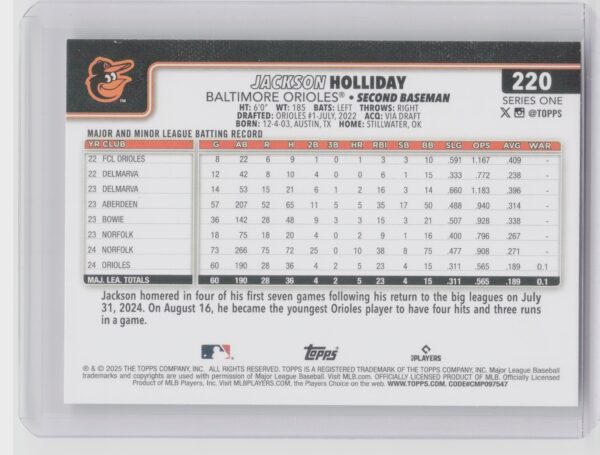 JACKSON HOLLIDAY
220
BALTIMORE ORIOLES® • SECOND BASEMAN
SERIES ONE
HT: 6'0" WT: 185 BATS: LEFT THROWS: RIGHT
@TOPPS
DRAFTED: ORIOLES #1-JULY, 2022 ACQ: VIA DRAFT
BORN: 12-4-03, AUSTIN, TX HOME: STILLWATER, OK
MAJOR AND MINOR LEAGUE BATTING RECORD
YR CLUB G AB R H 2B 3B HR RBI SB BB SLG OPS AVG WAR
22 FCL ORIOLES 8 22 6 9 1 0 1 3 3 10 .591 1.167 .409 -
22 DELMARVA 12 42 8 10 4 0 0 6 1 15 .333 .772 .238 -
23 DELMARVA 14 53 15 21 6 1 2 16 3 14 .660 1.183 .396 -
23 ABERDEEN 57 207 52 65 11 5 5 35 17 50 .488 .940 .314 -
23 BOWIE 36 142 28 48 9 3 3 15 3 21 .507 .928 .338 -
23 NORFOLK 18 75 18 20 4 0 2 9 1 16 .400 .796 .267 -
24 NORFOLK 73 266 75 72 25 0 10 38 8 75 .477 .908 .271 -
24 ORIOLES 60 190 28 36 4 2 5 23 4 15 .311 .565 .189 0.1
MAJ. LEA. TOTALS 60 190 28 36 4 2 5 23 4 15 .311 .565 .189 0.1
Jackson homered in four of his first seven games following his return to the big leagues on July
31, 2024. On August 16, he became the youngest Orioles player to have four hits and three runs
in a game.
Topps
PLAYERS
® & © 2025 THE TOPPS COMPANY, INC. ALL RIGHTS RESERVED. TOPPS IS A REGISTERED TRADEMARK OF THE TOPPS COMPANY, INC. Major League Baseball
trademarks and copyrights are used with permission of Major League Baseball. Visit MLB.com. OFFICIALLY LICENSED PRODUCT OF MLB PLAYERS, INC. Officially Licensed
Product of MLB Players, Inc. Visit MLBPLAYERS.com, the Players Choice on the web. WWW.TOPPS.COM. CODE#CMP097547